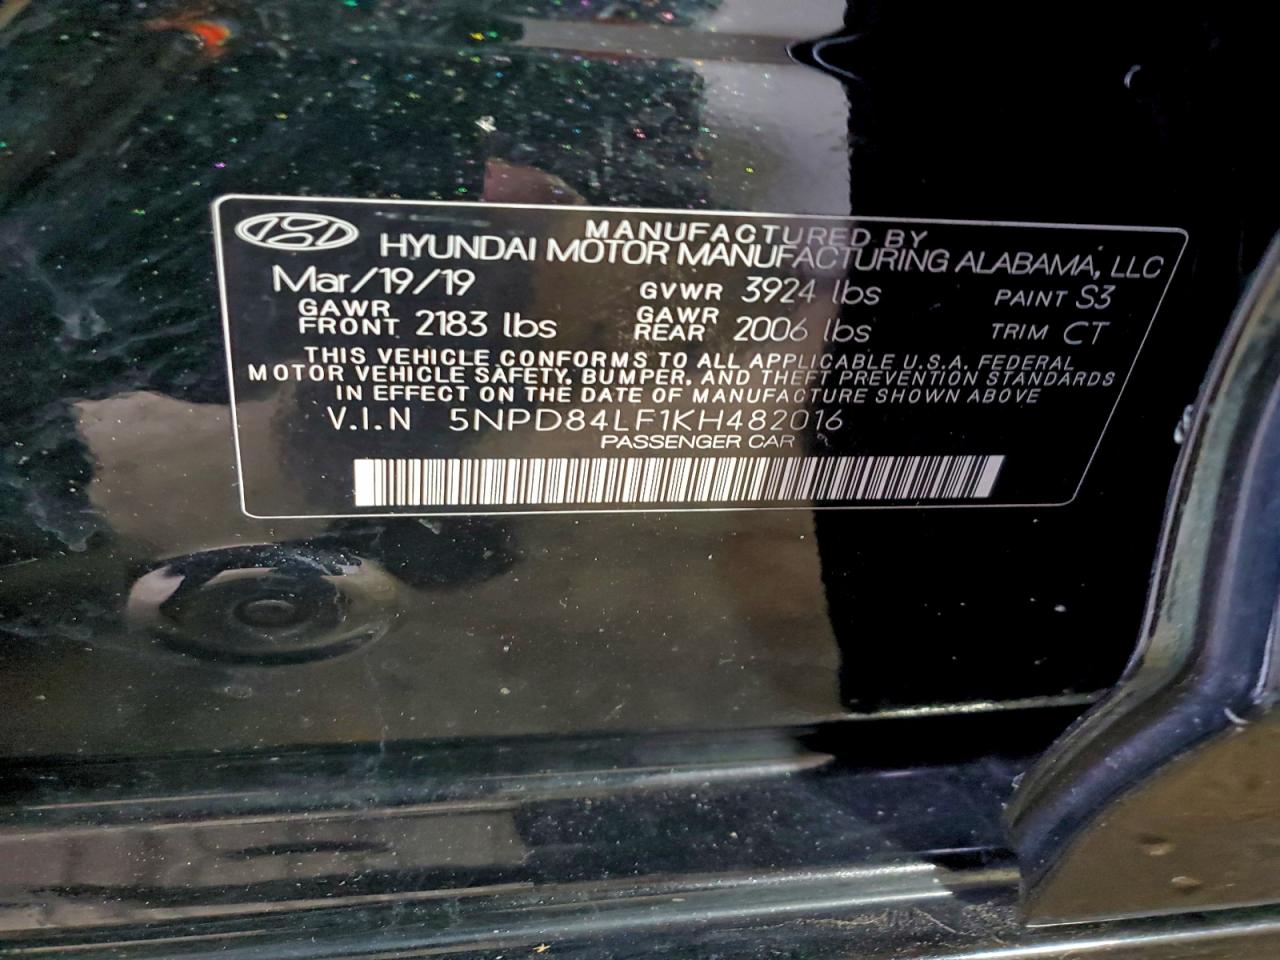 MANUFACTURED BY
HYUNDAI MOTOR MANUFACTURING ALABAMA, LLC
Mar/19/19 GVWR 3924 lbs PAINT S3
GAWR FRONT 2183 lbs GAWR REAR 2006 lbs TRIM CT
THIS VEHICLE CONFORMS TO ALL APPLICABLE U.S.A. FEDERAL
MOTOR VEHICLE SAFETY, BUMPER, AND THEFT PREVENTION STANDARDS
IN EFFECT ON THE DATE OF MANUFACTURE SHOWN ABOVE
V.I.N 5NPD84LF1KH482016
PASSENGER CAR